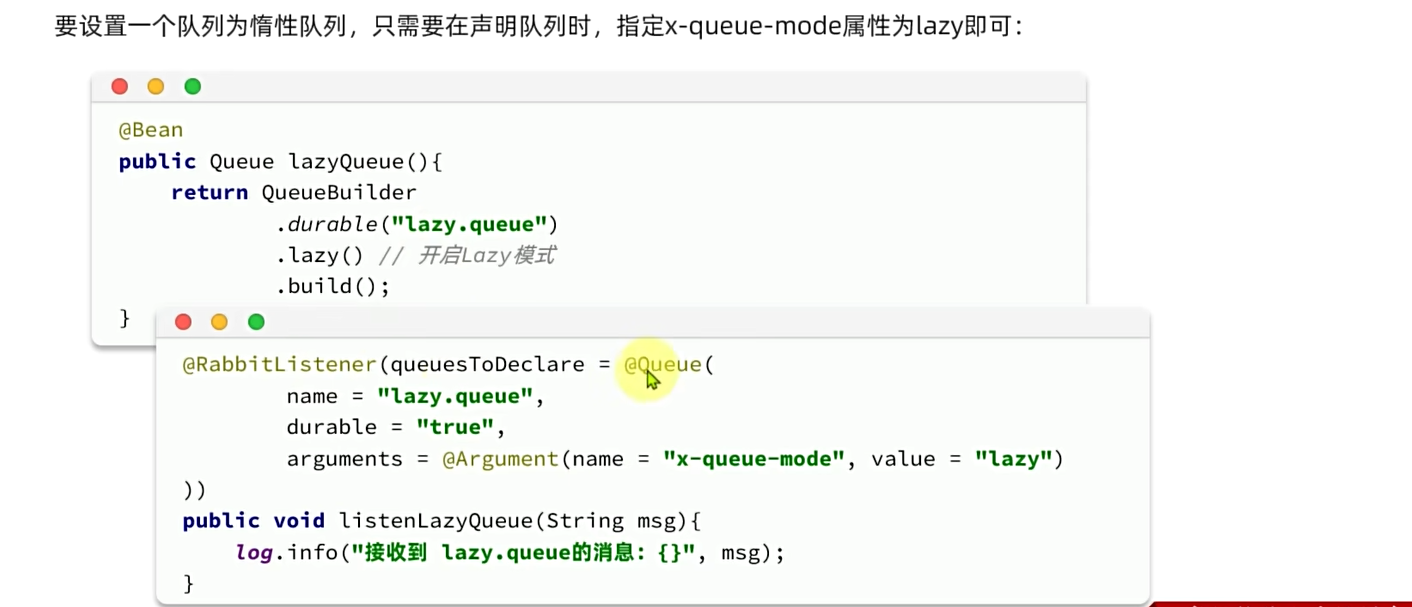 要设置一个队列为惰性队列，只需要在声明队列时，指定x-queue-mode属性为lazy即可：
@Bean
public Queue lazyQueue(){
    return QueueBuilder
            .durable("lazy.queue")
            .lazy() // 开启Lazy模式
            .build();
}
@RabbitListener(queuesToDeclare = @Queue(
        name = "lazy.queue",
        durable = "true",
        arguments = @Argument(name = "x-queue-mode", value = "lazy")
))
public void listenLazyQueue(String msg){
    log.info("接收到 lazy.queue的消息：{}", msg);
}